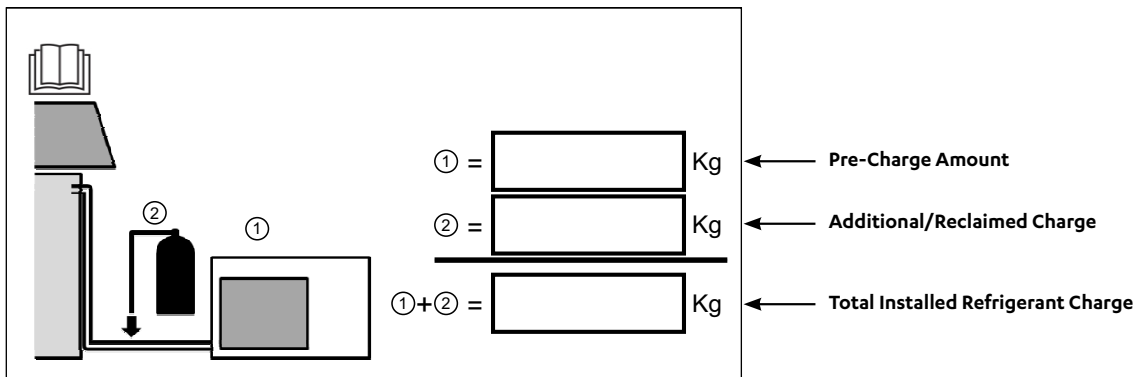 ① = Kg Pre-Charge Amount
② = Kg Additional/Reclaimed Charge
①+② = Kg Total Installed Refrigerant Charge
②
①